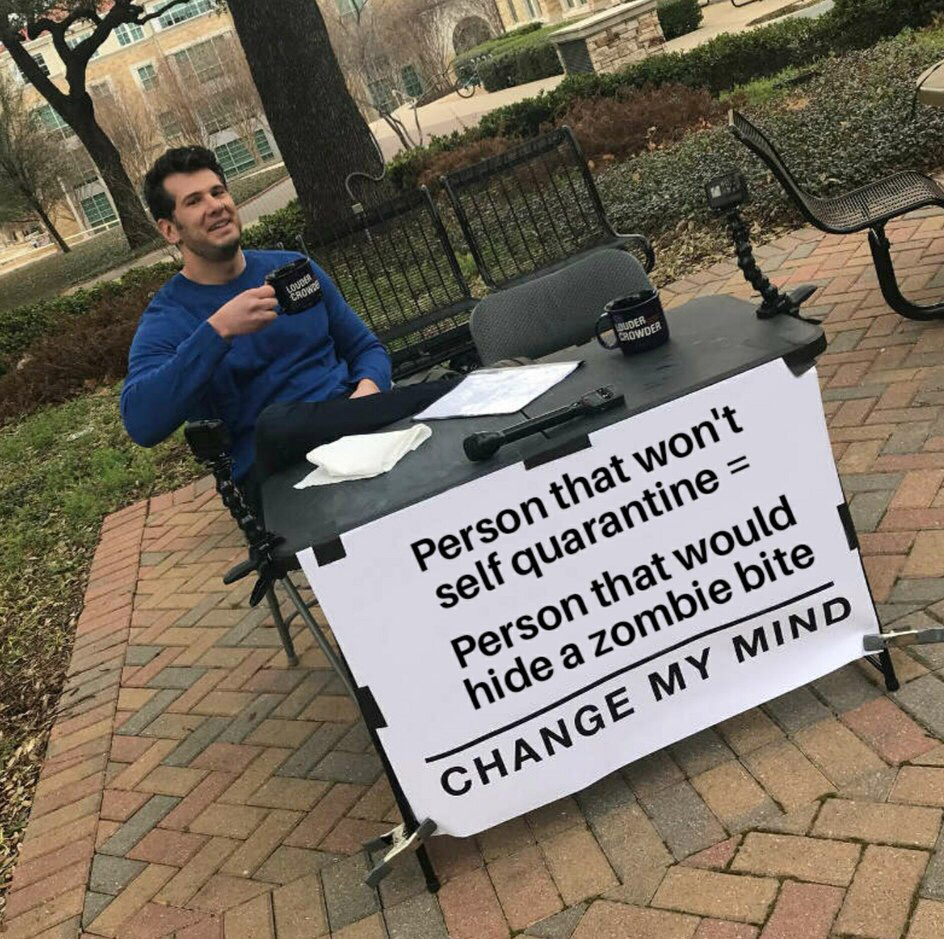 LOUDER
CROWDER
LOUDER
CROWDER
Person that won't
self quarantine =
Person that would
hide a zombie bite
CHANGE MY MIND